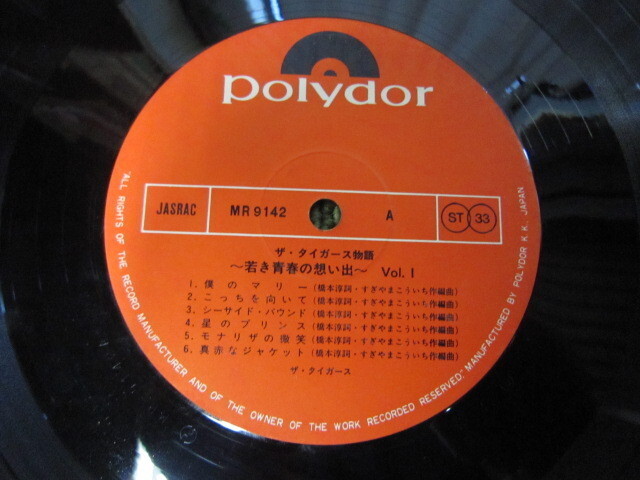 polydor
JASRAC
MR 9142
A
ST 33
ザ・タイガース物語
〜若き青春の想い出〜 Vol. I
1. 僕のマリー(橋本淳詞・すぎやまこういち作編曲)
2. こっちを向いて(橋本淳詞・すぎやまこういち作編曲)
3. シーサイド・バウンド(橋本淳詞・すぎやまこういち作編曲)
4. 星のプリンス(橋本淳詞・すぎやまこういち作編曲)
5. モナリザの微笑(橋本淳詞・すぎやまこういち作編曲)
6. 真赤なジャケット(橋本淳詞・すぎやまこういち作編曲)
ザ・タイガース
"ALL RIGHTS OF THE RECORD MANUFACTURER AND OF THE OWNER OF THE WORK RECORDED RESERVED." MANUFACTURED BY POLYDOR K. K., JAPAN